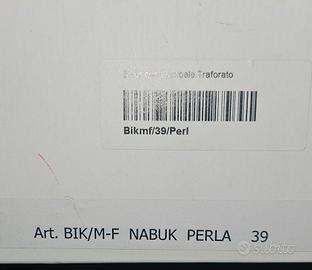 Traforato
Bikmf/39/Perl
Art. BIK/M-F NABUK PERLA 39
Subito